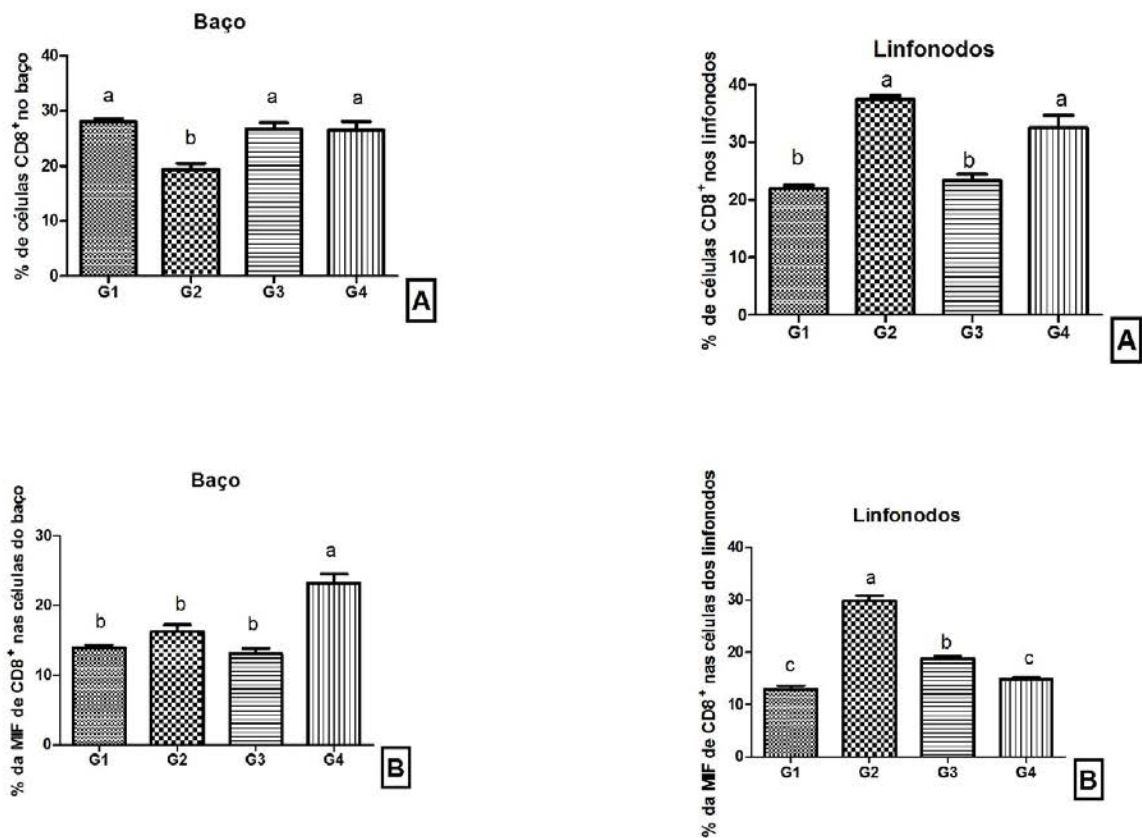 Baço
% de células CD8⁺ no baço
40
30
20
10
0
a
b
a
a
G1
G2
G3
G4
A
Linfonodos
% de células CD8⁺ nos linfonodos
40
30
20
10
0
b
a
b
a
G1
G2
G3
G4
A
Baço
% da MIF de CD8⁺ nas células do baço
30
20
10
0
b
b
b
a
G1
G2
G3
G4
B
Linfonodos
% da MIF de CD8⁺ nas células dos linfonodos
40
30
20
10
0
c
a
b
c
G1
G2
G3
G4
B